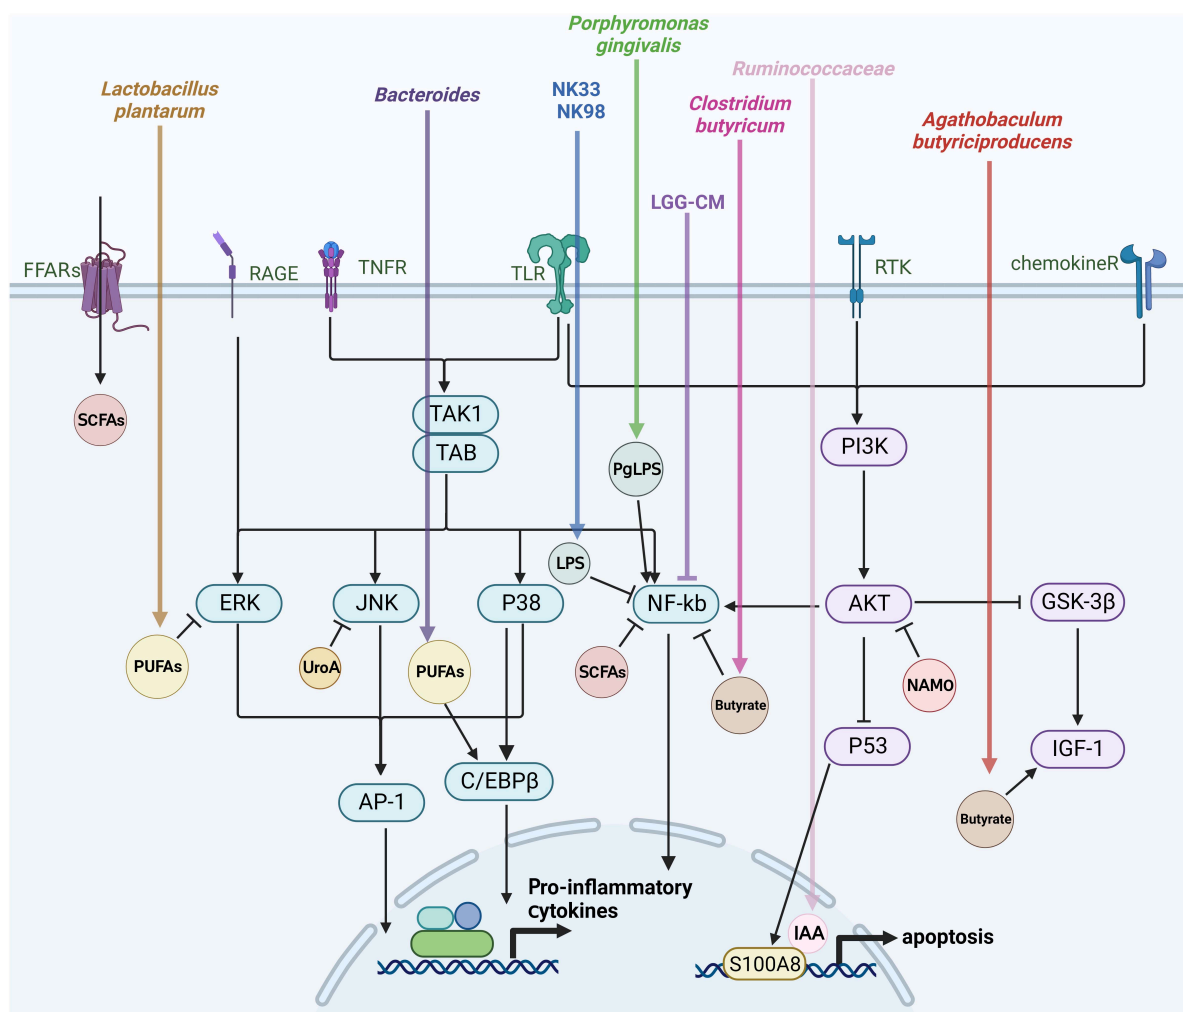 Porphyromonas
gingivalis
Ruminococcaceae
Lactobacillus
plantarum
Bacteroides
NK33
NK98
Clostridium
butyricum
Agathobaculum
butyriciproducens
LGG-CM
FFARs
RAGE
TNFR
TLR
RTK
chemokineR
SCFAs
TAK1
TAB
PgLPS
PI3K
LPS
ERK
JNK
P38
NF-kb
AKT
GSK-3β
PUFAs
UroA
PUFAs
SCFAs
Butyrate
NAMO
P53
IGF-1
C/EBPβ
AP-1
Butyrate
Pro-inflammatory
cytokines
IAA
apoptosis
S100A8